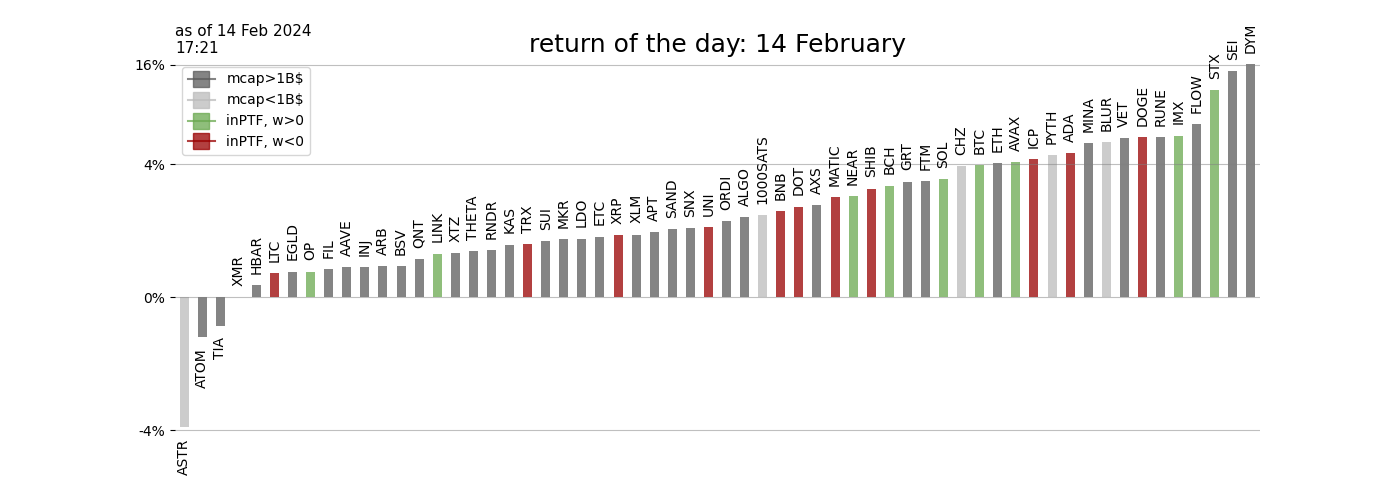 as of 14 Feb 2024
17:21
return of the day: 14 February
16%
4%
0%
-4%
mcap>1B$
mcap<1B$
inPTF, w>0
inPTF, w<0
ASTR
ATOM
TIA
XMR
HBAR
LTC
EGLD
OP
FIL
AAVE
INJ
ARB
BSV
QNT
LINK
XTZ
THETA
RNDR
KAS
TRX
SUI
MKR
LDO
ETC
XRP
XLM
APT
SAND
SNX
UNI
ORDI
ALGO
1000SATS
BNB
DOT
AXS
MATIC
NEAR
SHIB
BCH
GRT
FTM
SOL
CHZ
BTC
ETH
AVAX
ICP
PYTH
ADA
MINA
BLUR
VET
DOGE
RUNE
IMX
FLOW
STX
SEI
DYM